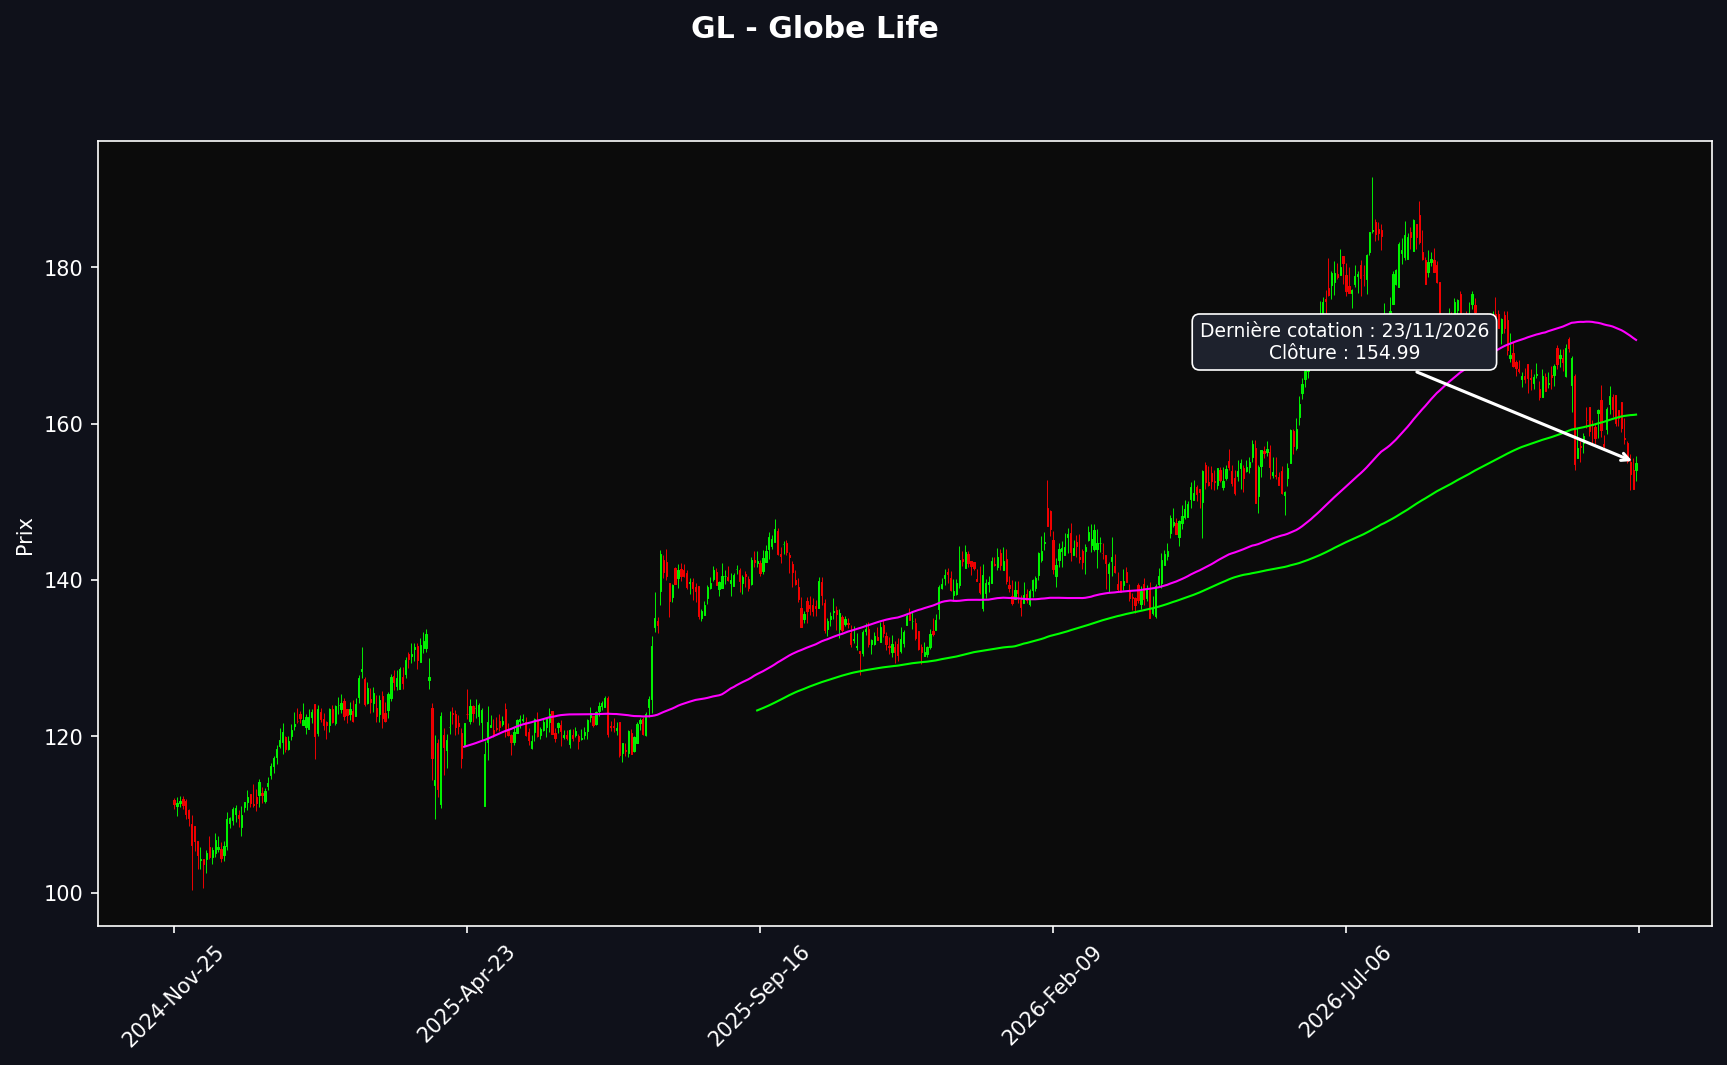 GL - Globe Life
Prix
180
160
140
120
100
Dernière cotation : 23/11/2026
Clôture : 154.99
2024-Nov-25
2025-Apr-23
2025-Sep-16
2026-Feb-09
2026-Jul-06